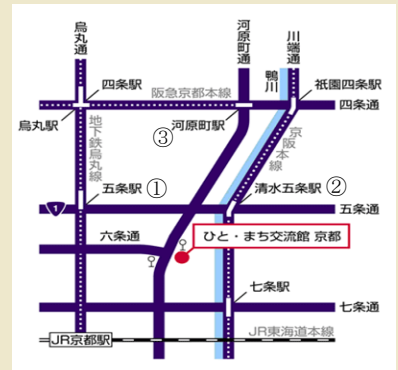 烏丸通
河原町通
川端通
鴨川
四条駅
阪急京都本線
祇園四条駅
四条通
烏丸駅
河原町駅
③
地下鉄烏丸線
京阪本線
五条駅
①
清水五条駅
②
1
五条通
六条通
ひと・まち交流館 京都
七条駅
七条通
JR京都駅
JR東海道本線